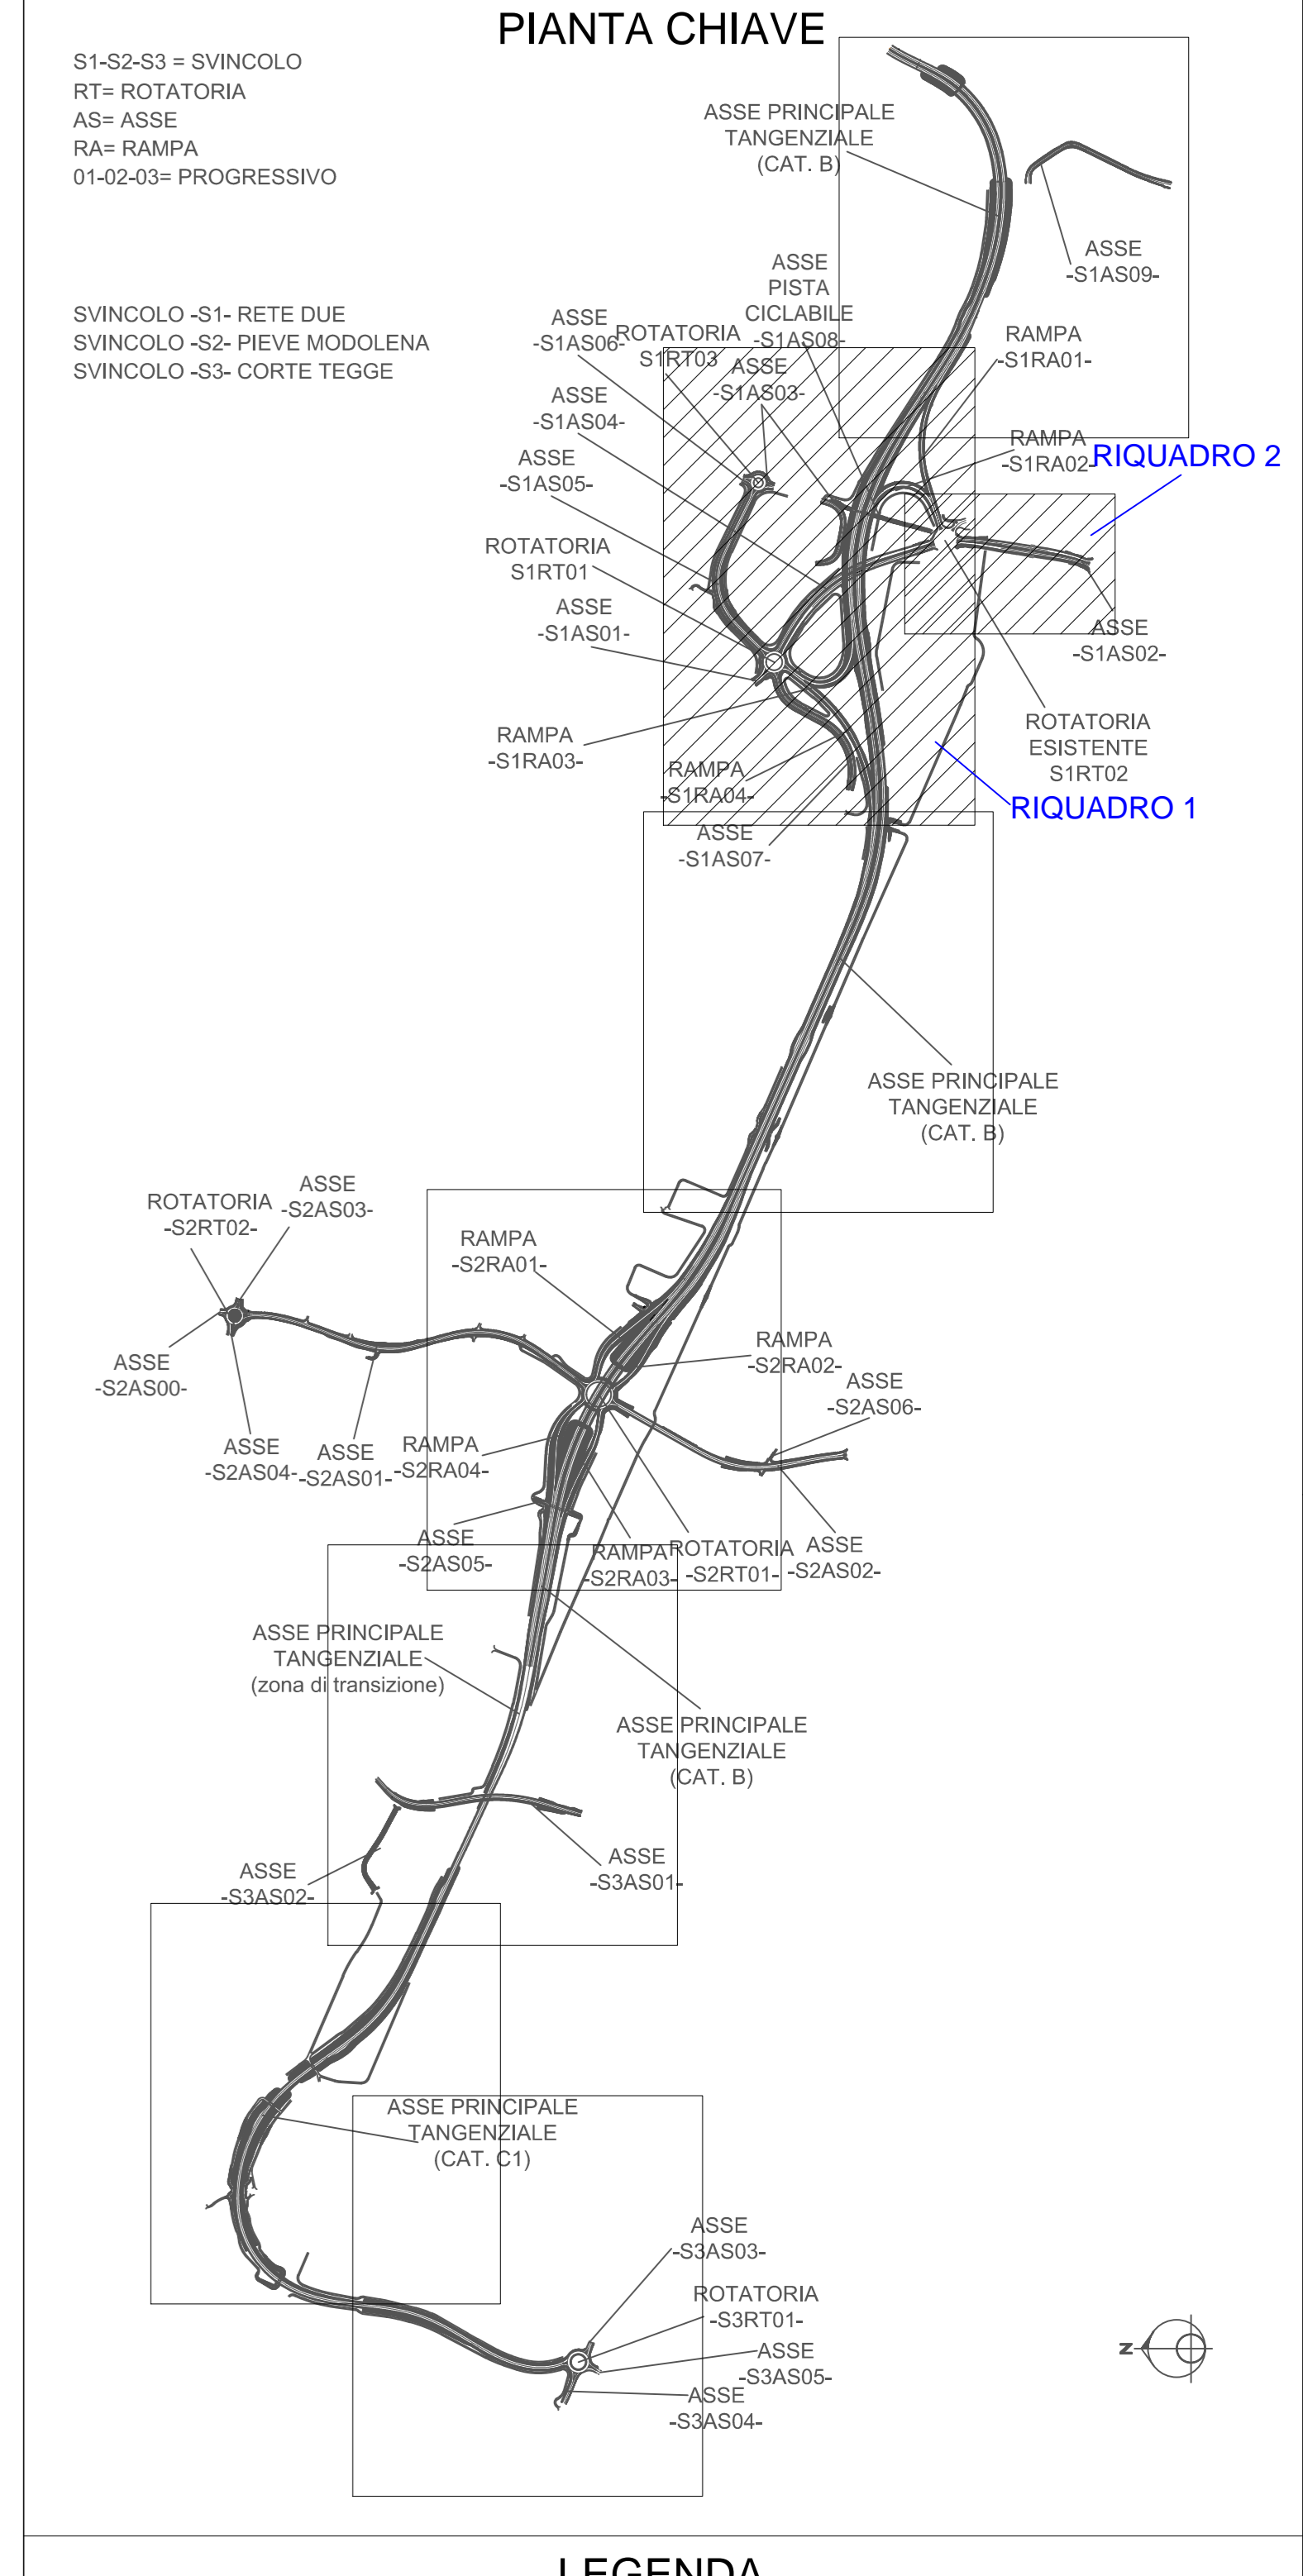 PIANTA CHIAVE
S1-S2-S3 = SVINCOLO
RT= ROTATORIA
AS= ASSE
RA= RAMPA
01-02-03= PROGRESSIVO
SVINCOLO -S1- RETE DUE
SVINCOLO -S2- PIEVE MODOLENA
SVINCOLO -S3- CORTE TEGGE
ASSE PRINCIPALE
TANGENZIALE
(CAT. B)
ASSE
-S1AS09-
ASSE
PISTA
CICLABILE
-S1AS08-
ASSE
-S1AS06-
ROTATORIA
S1RT03
ASSE
-S1AS03-
RAMPA
-S1RA01-
ASSE
-S1AS04-
RAMPA
-S1RA02-
RIQUADRO 2
ASSE
-S1AS05-
ROTATORIA
S1RT01
ASSE
-S1AS01-
ASSE
-S1AS02-
RAMPA
-S1RA03-
ROTATORIA
ESISTENTE
S1RT02
RAMPA
-S1RA04-
RIQUADRO 1
ASSE
-S1AS07-
ASSE PRINCIPALE
TANGENZIALE
(CAT. B)
ROTATORIA
-S2RT02-
ASSE
-S2AS03-
RAMPA
-S2RA01-
RAMPA
-S2RA02-
ASSE
-S2AS00-
ASSE
-S2AS06-
ASSE
-S2AS04-
ASSE
-S2AS01-
RAMPA
-S2RA04-
ASSE
-S2AS05-
RAMPA
-S2RA03-
ROTATORIA
-S2RT01-
ASSE
-S2AS02-
ASSE PRINCIPALE
TANGENZIALE
(zona di transizione)
ASSE PRINCIPALE
TANGENZIALE
(CAT. B)
ASSE
-S3AS01-
ASSE
-S3AS02-
ASSE PRINCIPALE
TANGENZIALE
(CAT. C1)
ASSE
-S3AS03-
ROTATORIA
-S3RT01-
ASSE
-S3AS05-
ASSE
-S3AS04-
N
LEGENDA